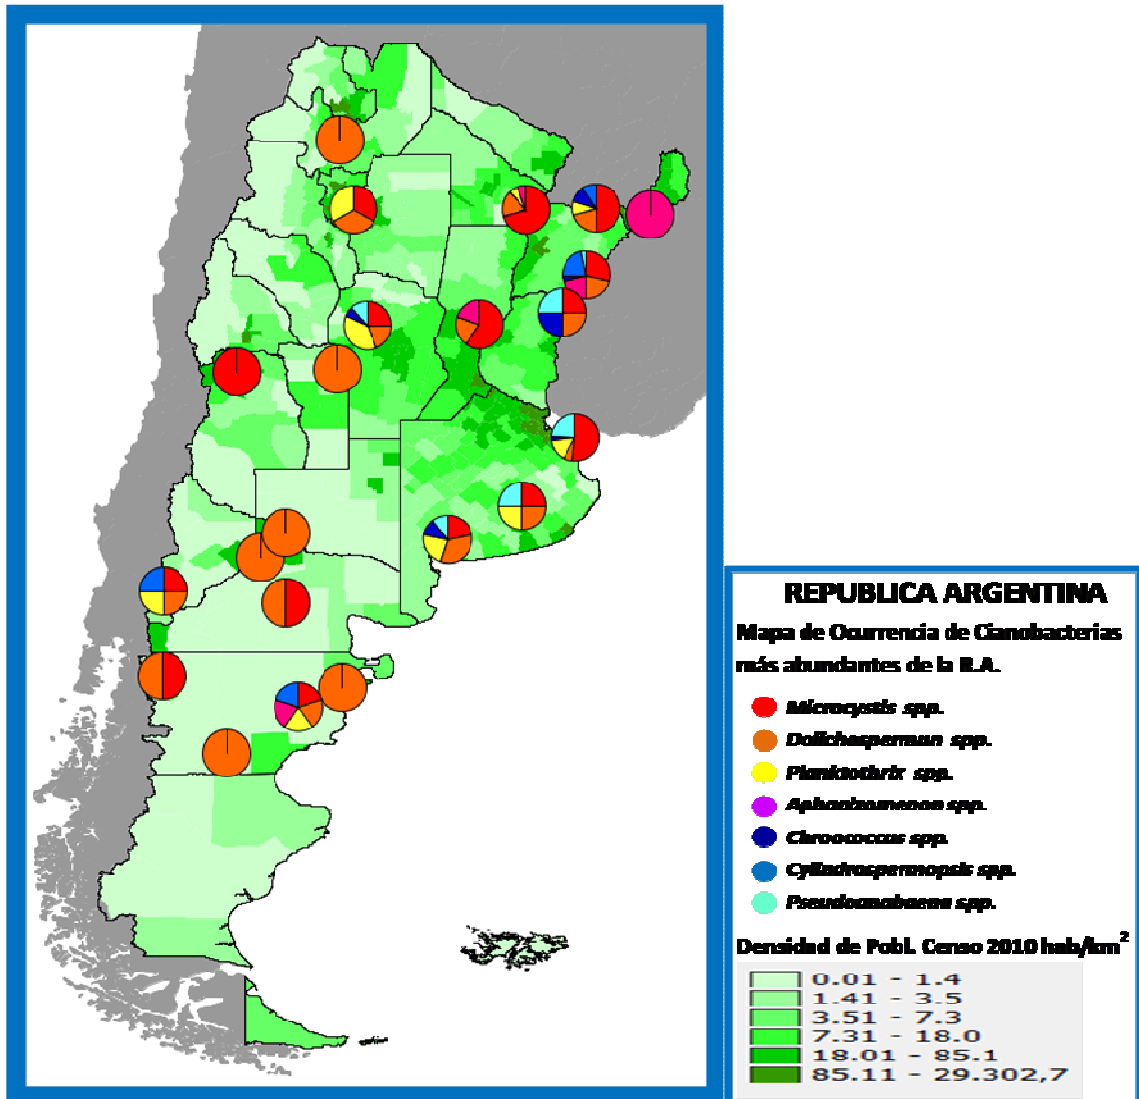 REPUBLICA ARGENTINA
Mapa de Ocurrencia de Cianobacterias
más abundantes de la R.A.
Microcystis spp.
Dolichosperman spp.
Planktothrix spp.
Aphanizomenon spp.
Chroococcus spp.
Cylindrospermopsis spp.
Pseudoanabaena spp.
Densidad de Pobl. Censo 2010 hab/km²
0.01 - 1.4
1.41 - 3.5
3.51 - 7.3
7.31 - 18.0
18.01 - 85.1
85.11 - 29.302,7